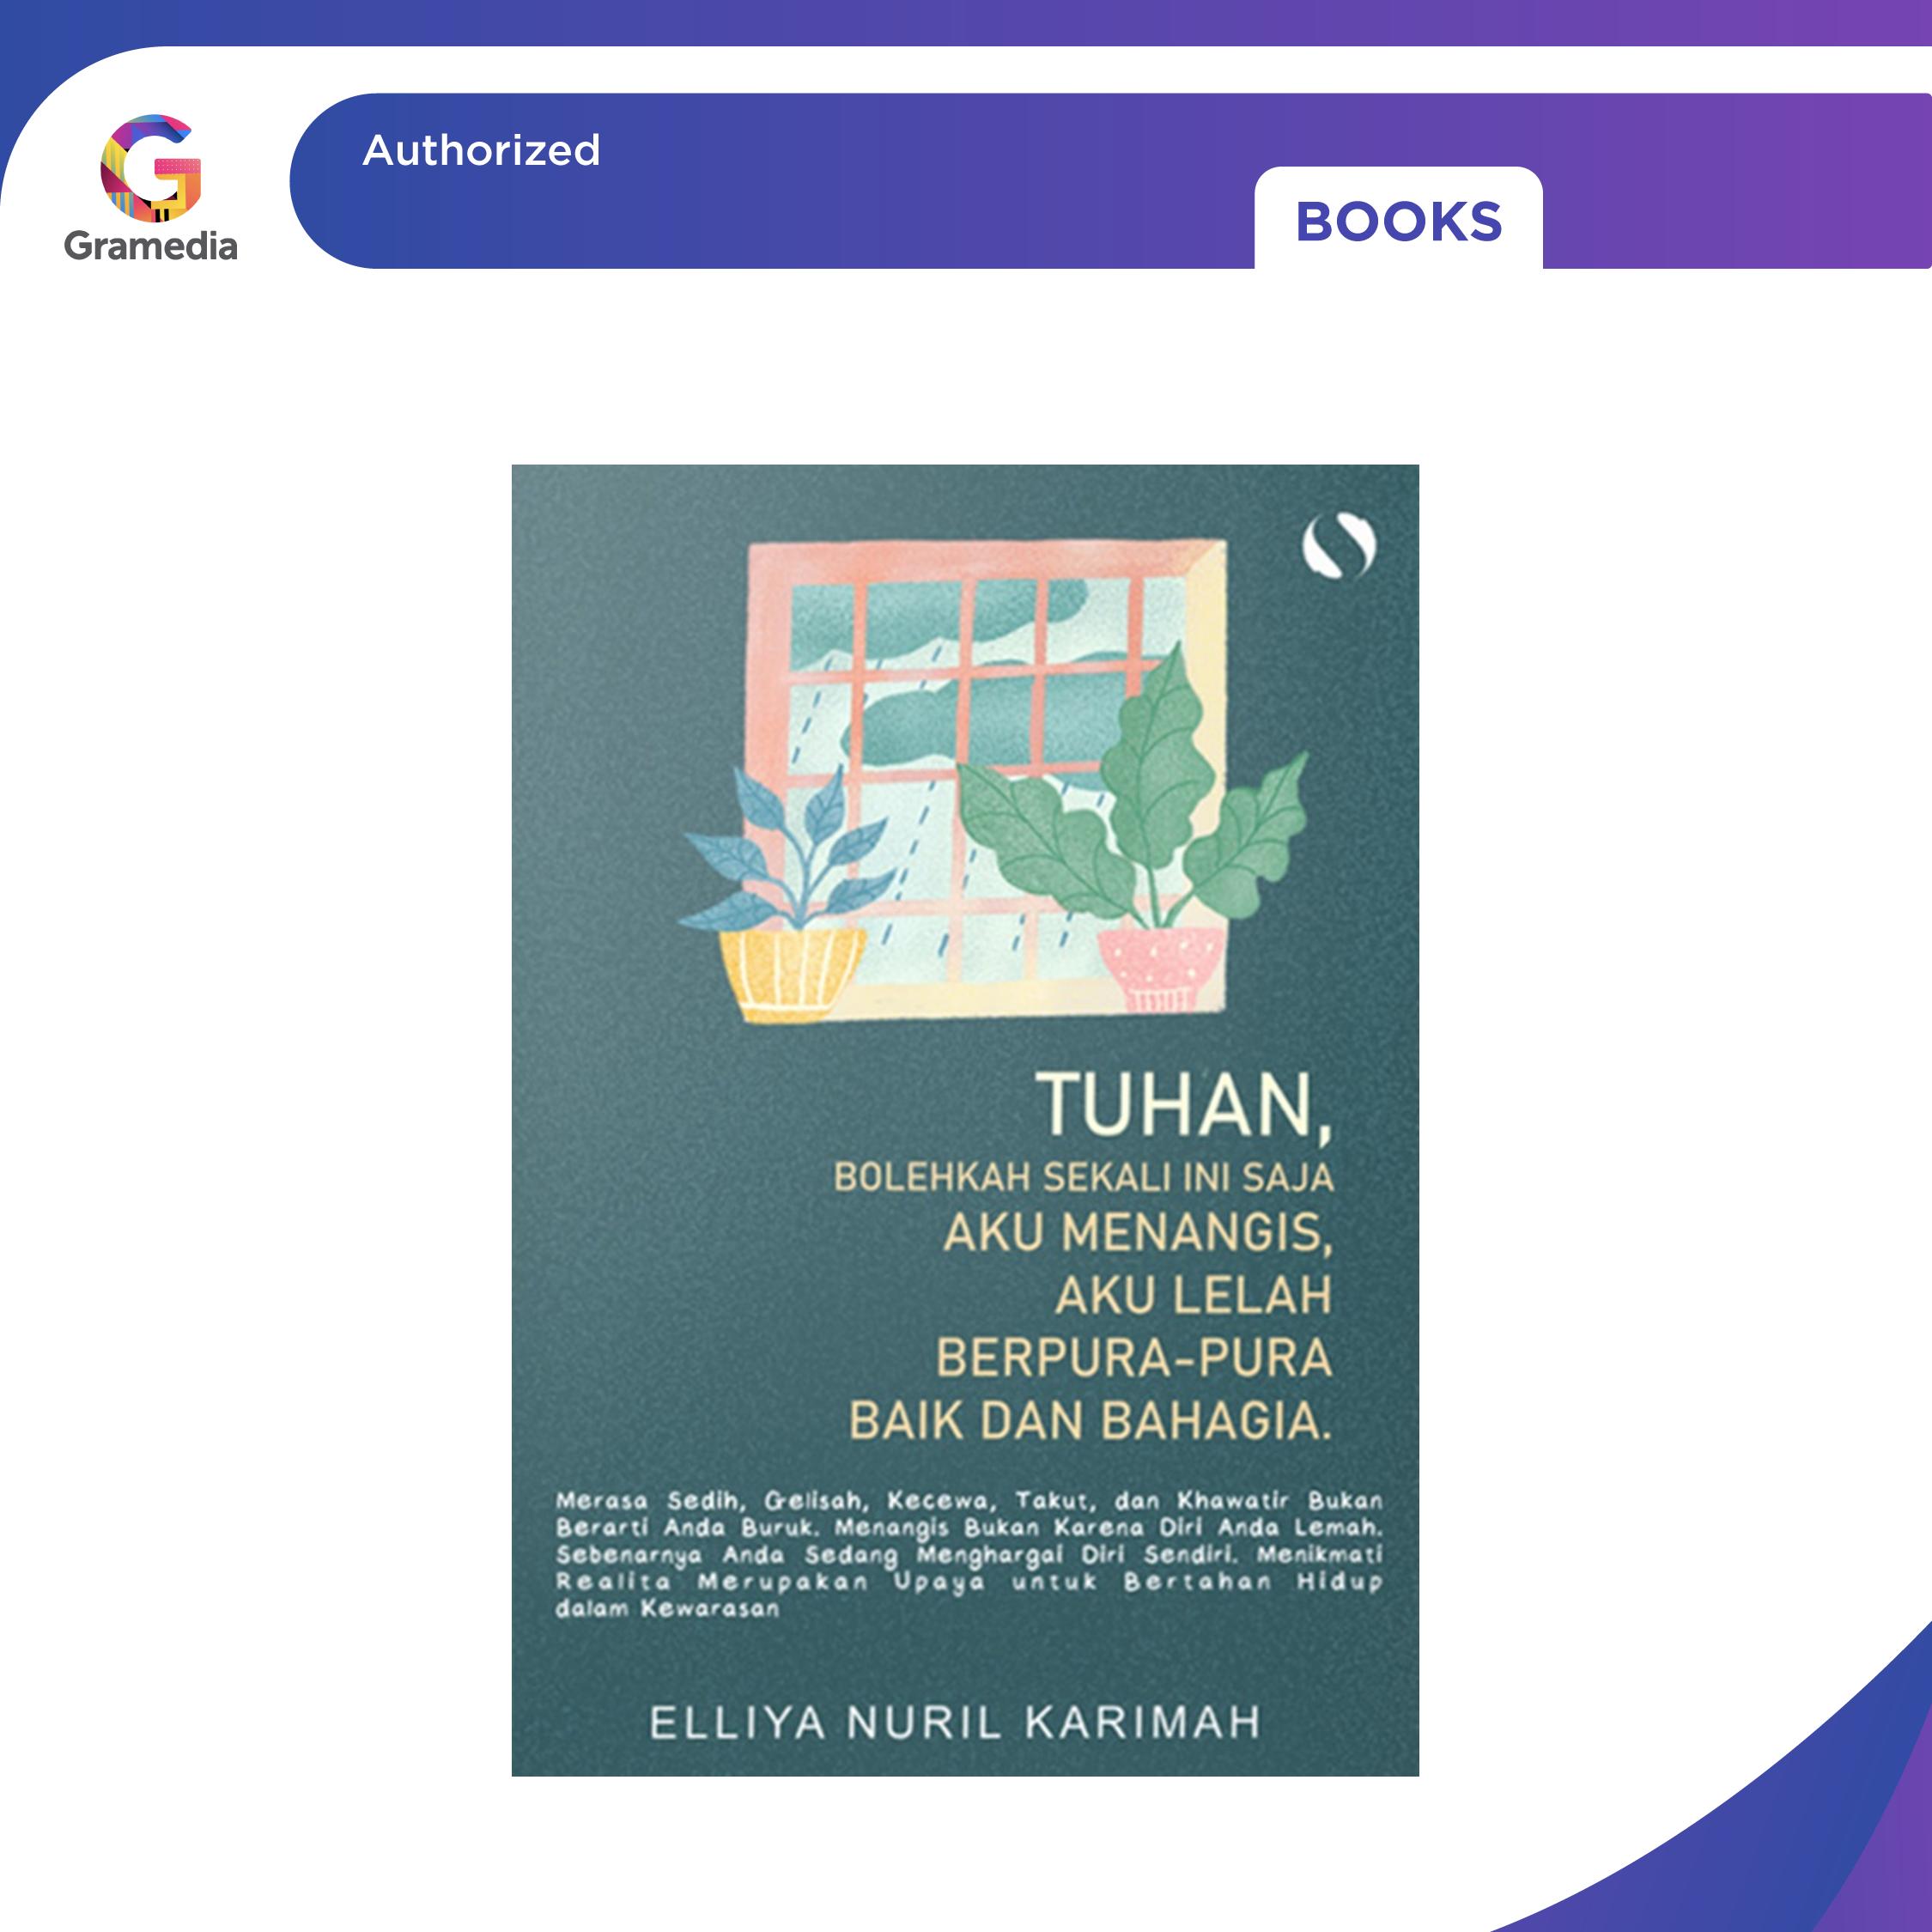 Gramedia
Authorized
BOOKS
TUHAN,
BOLEHKAH SEKALI INI SAJA
AKU MENANGIS,
AKU LELAH
BERPURA-PURA
BAIK DAN BAHAGIA.
Merasa Sedih, Gelisah, Kecewa, Takut, dan Khawatir Bukan
Berarti Anda Buruk. Menangis Bukan Karena Diri Anda Lemah.
Sebenarnya Anda Sedang Menghargai Diri Sendiri. Menikmati
Realita Merupakan Upaya untuk Bertahan Hidup
dalam Kewarasan
ELLIYA NURIL KARIMAH